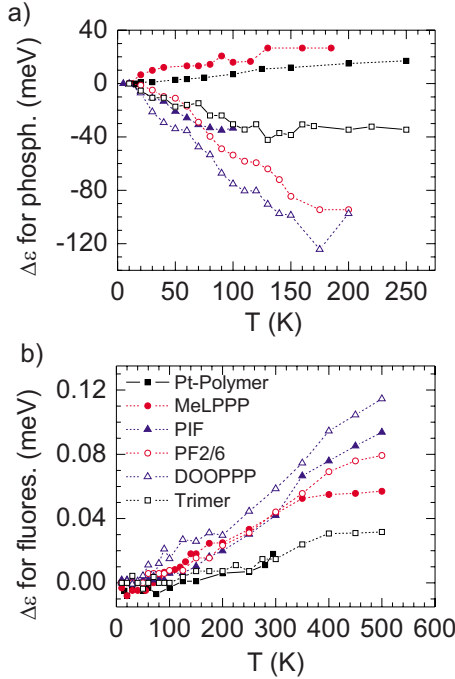 a)
Δε for phosph. (meV)
40
0
-40
-80
-120
0 50 100 150 200 250
T (K)
b)
Δε for fluores. (meV)
0.12
0.08
0.04
0.00
Pt-Polymer
MeLPPP
PIF
PF2/6
DOOPPP
Trimer
0 100 200 300 400 500 600
T (K)